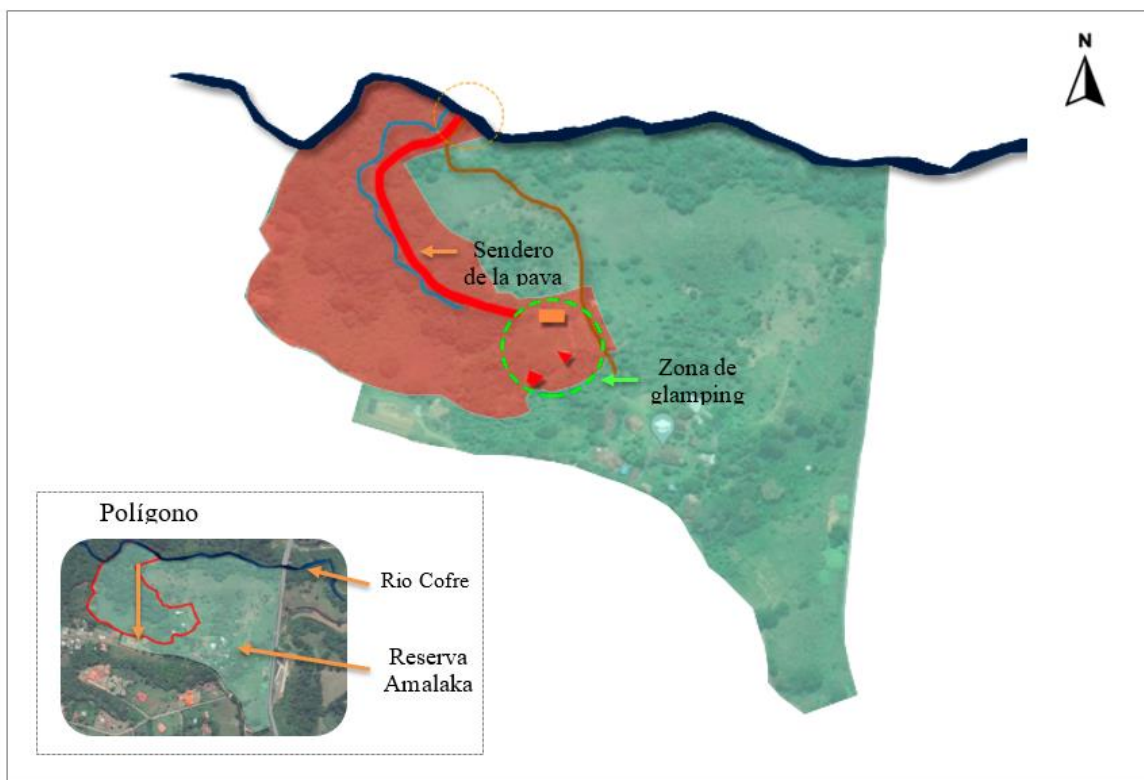 N
Sendero
de la pava
Zona de
glamping
Polígono
Rio Cofre
Reserva
Amalaka